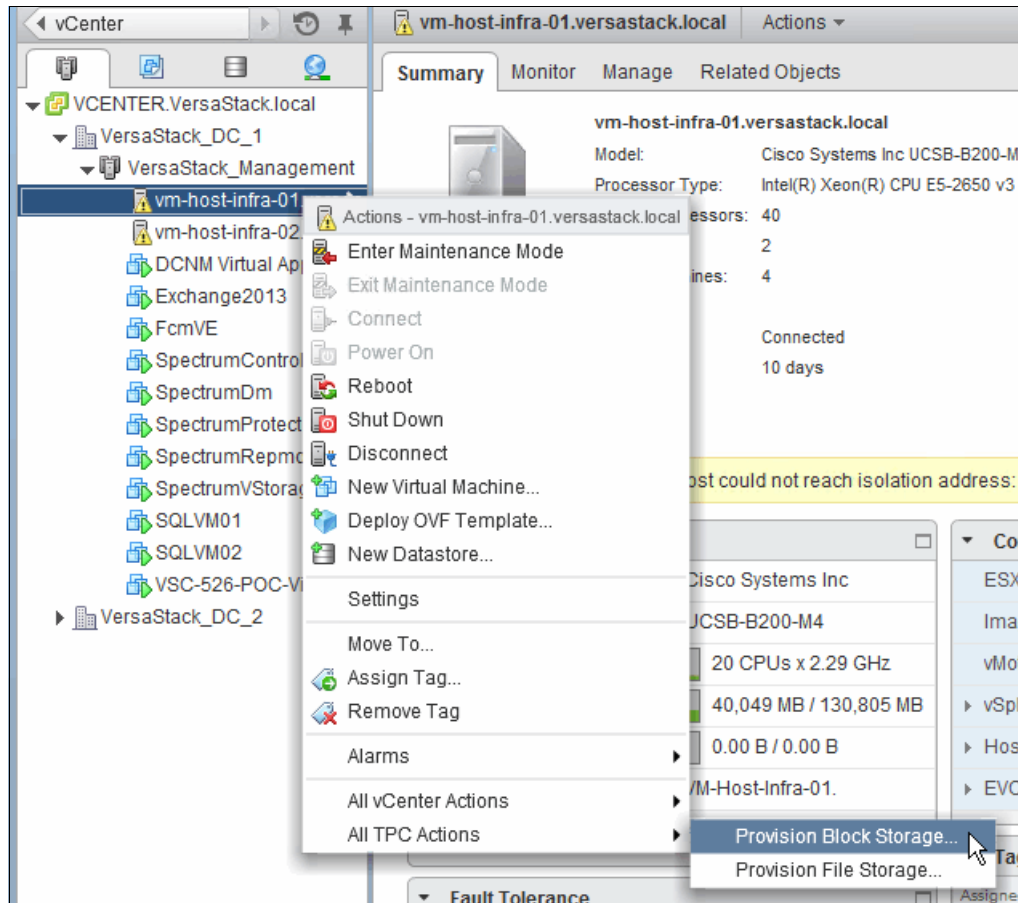 vCenter
vm-host-infra-01.versastack.local Actions
Summary Monitor Manage Related Objects
VCENTER.VersaStack.local
VersaStack_DC_1
VersaStack_Management
vm-host-infra-01.
vm-host-infra-02.
DCNM Virtual Ap
Exchange2013
FcmVE
SpectrumControl
SpectrumDm
SpectrumProtect
SpectrumRepmo
SpectrumVStorag
SQLVM01
SQLVM02
VSC-526-POC-Vi
VersaStack_DC_2
vm-host-infra-01.versastack.local
Model: Cisco Systems Inc UCSB-B200-M
Processor Type: Intel(R) Xeon(R) CPU E5-2650 v3
essors: 40
2
ines: 4
Connected
10 days
Actions - vm-host-infra-01.versastack.local
Enter Maintenance Mode
Exit Maintenance Mode
Connect
Power On
Reboot
Shut Down
Disconnect
New Virtual Machine...
Deploy OVF Template...
New Datastore...
Settings
Move To...
Assign Tag...
Remove Tag
Alarms
All vCenter Actions
All TPC Actions
Provision Block Storage...
Provision File Storage...
ost could not reach isolation address:
Cisco Systems Inc
UCSB-B200-M4
20 CPUs x 2.29 GHz
40,049 MB / 130,805 MB
0.00 B / 0.00 B
VM-Host-Infra-01.
Fault Tolerance
Co
ESX
Ima
vMo
vSpl
Hos
EVC
Ta
Assigne